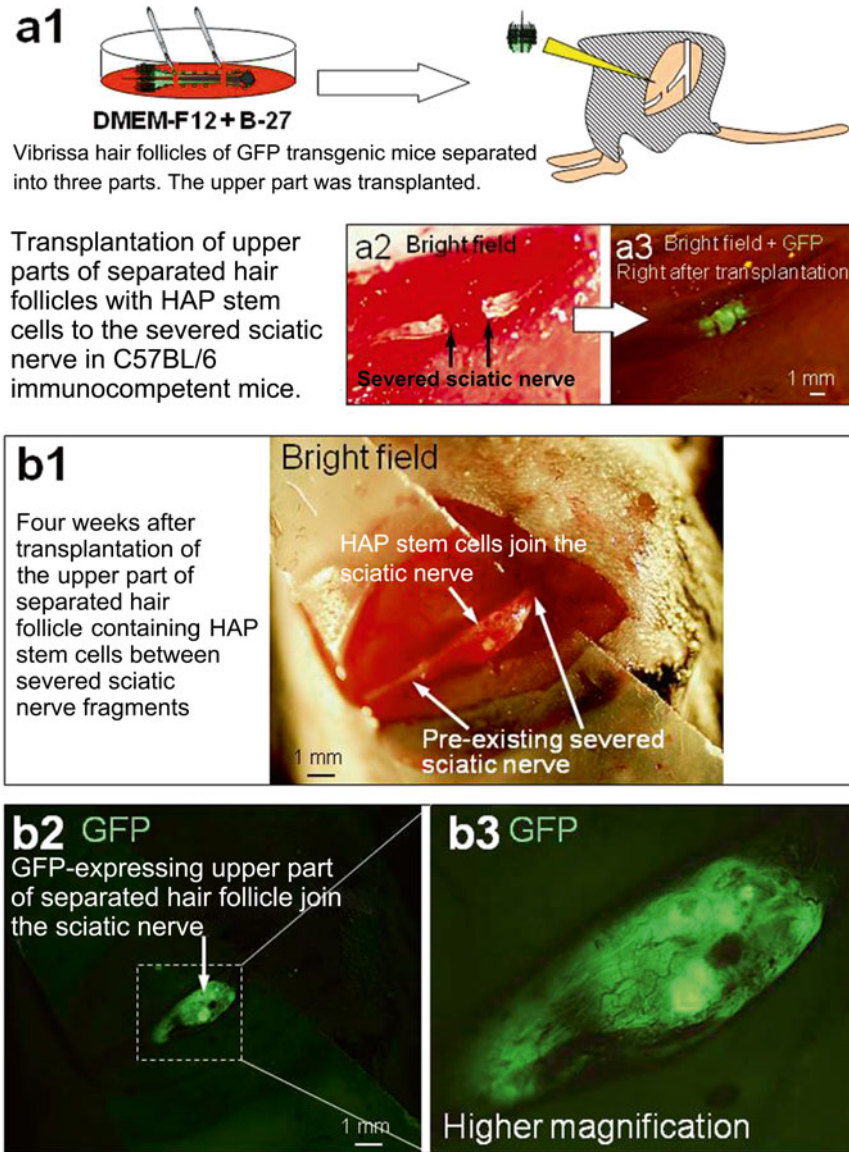 a1
DMEM-F12 + B-27
Vibrissa hair follicles of GFP transgenic mice separated
into three parts. The upper part was transplanted.
Transplantation of upper
parts of separated hair
follicles with HAP stem
cells to the severed sciatic
nerve in C57BL/6
immunocompetent mice.
a2 Bright field
Severed sciatic nerve
a3 Bright field + GFP
Right after transplantation
1 mm
b1
Four weeks after
transplantation of
the upper part of
separated hair
follicle containing HAP
stem cells between
severed sciatic
nerve fragments
Bright field
HAP stem cells join the
sciatic nerve
Pre-existing severed
sciatic nerve
1 mm
b2 GFP
GFP-expressing upper part
of separated hair follicle join
the sciatic nerve
1 mm
b3 GFP
Higher magnification